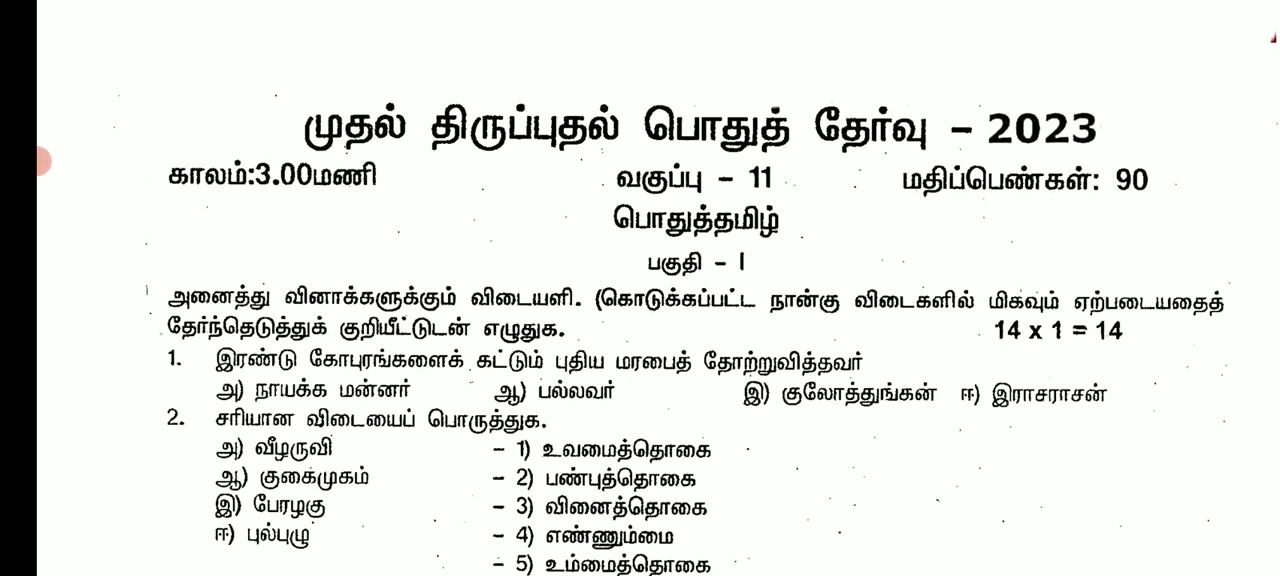 முதல் திருப்புதல் பொதுத் தேர்வு – 2023
காலம்:3.00மணி வகுப்பு – 11 மதிப்பெண்கள்: 90
பொதுத்தமிழ்
பகுதி – I
அனைத்து வினாக்களுக்கும் விடையளி. (கொடுக்கப்பட்ட நான்கு விடைகளில் மிகவும் ஏற்படையதைத்
தேர்ந்தெடுத்துக் குறியீட்டுடன் எழுதுக. 14 x 1 = 14
1. இரண்டு கோபுரங்களைக் கட்டும் புதிய மரபைத் தோற்றுவித்தவர்
அ) நாயக்க மன்னர் ஆ) பல்லவர் இ) குலோத்துங்கன் ஈ) இராசராசன்
2. சரியான விடையைப் பொருத்துக.
அ) வீழருவி – 1) உவமைத்தொகை
ஆ) குகைமுகம் – 2) பண்புத்தொகை
இ) பேரழகு – 3) வினைத்தொகை
ஈ) புல்புழு – 4) எண்ணும்மை
– 5) உம்மைத்தொகை